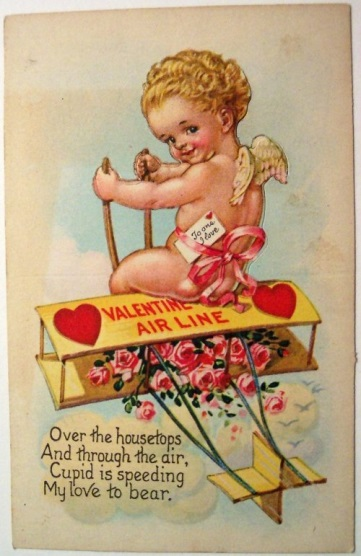 To one
I love
VALENTINE
AIR LINE
Over the housetops
And through the air,
Cupid is speeding
My love to bear.